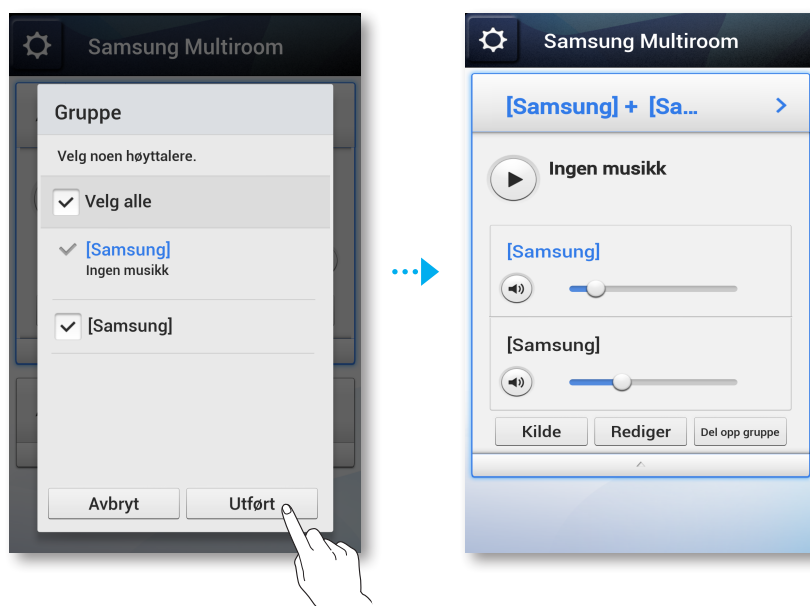 Samsung Multiroom
Gruppe
Velg noen høyttalere.
Velg alle
[Samsung]
Ingen musikk
[Samsung]
Avbryt
Utført
Samsung Multiroom
[Samsung] + [Sa...
Ingen musikk
[Samsung]
[Samsung]
Kilde
Rediger
Del opp gruppe